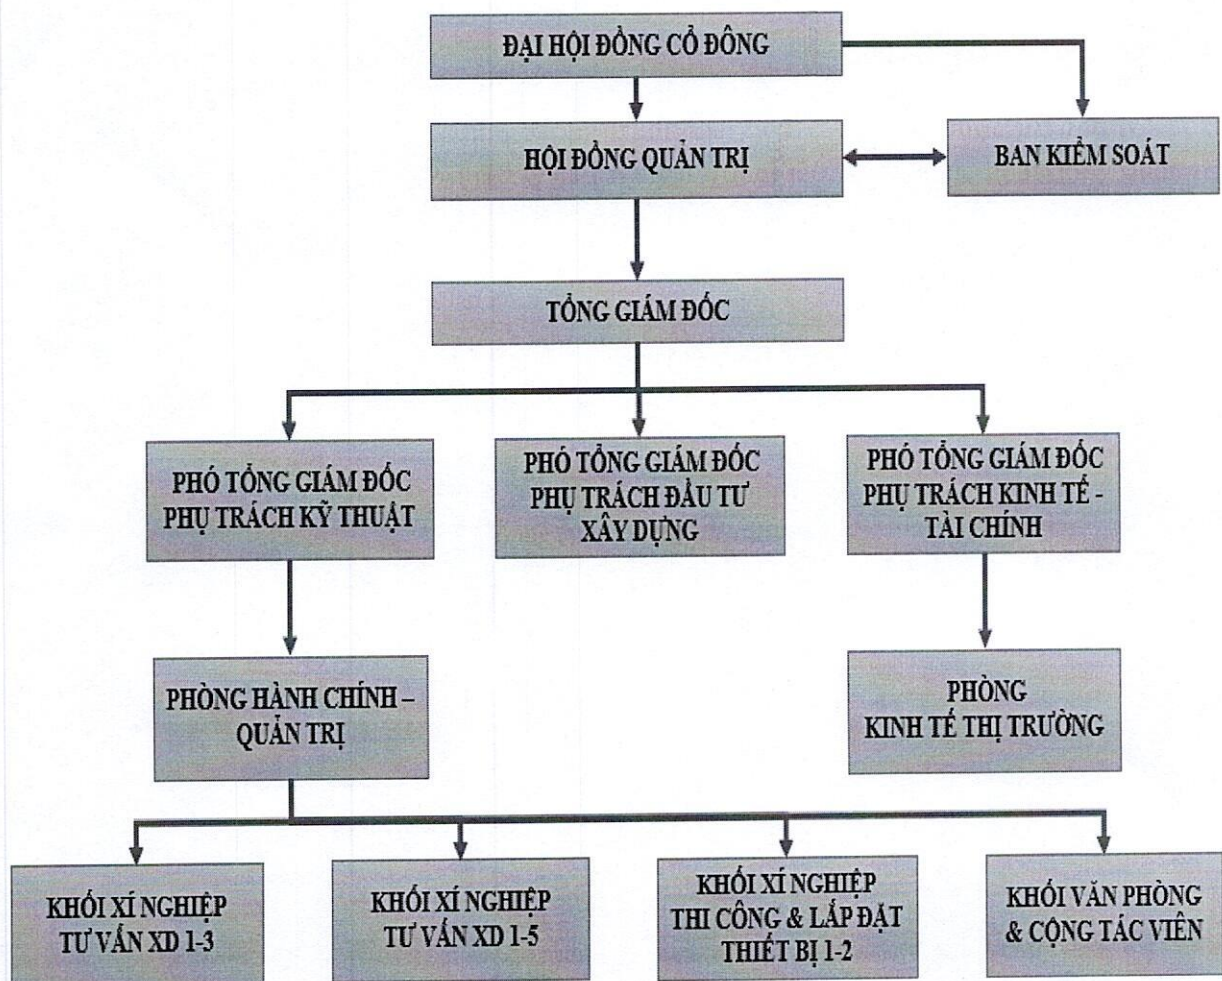 ĐẠI HỘI ĐỒNG CỔ ĐÔNG
HỘI ĐỒNG QUẢN TRỊ
BAN KIỂM SOÁT
TỔNG GIÁM ĐỐC
PHÓ TỔNG GIÁM ĐỐC
PHỤ TRÁCH KỸ THUẬT
PHÓ TỔNG GIÁM ĐỐC
PHỤ TRÁCH ĐẦU TƯ
XÂY DỰNG
PHÓ TỔNG GIÁM ĐỐC
PHỤ TRÁCH KINH TẾ -
TÀI CHÍNH
PHÒNG HÀNH CHÍNH –
QUẢN TRỊ
PHÒNG
KINH TẾ THỊ TRƯỜNG
KHỐI XÍ NGHIỆP
TƯ VẤN XD 1-3
KHỐI XÍ NGHIỆP
TƯ VẤN XD 1-5
KHỐI XÍ NGHIỆP
THI CÔNG & LẮP ĐẶT
THIẾT BỊ 1-2
KHỐI VĂN PHÒNG
& CỘNG TÁC VIÊN